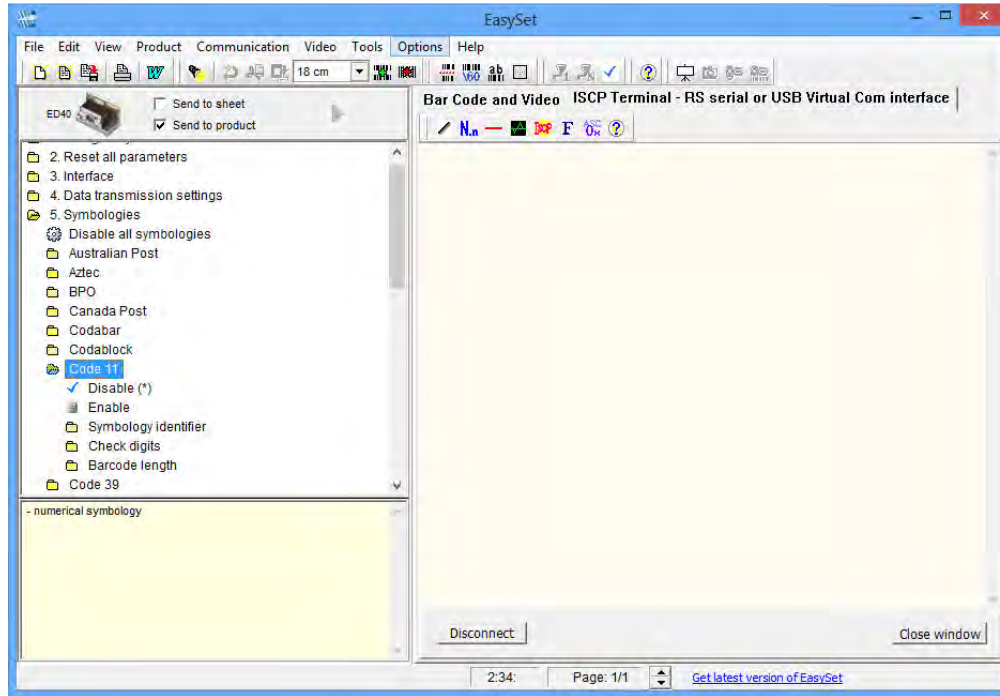 EasySet
File Edit View Product Communication Video Tools Options Help
18 cm
ED40
Send to sheet
Send to product
2. Reset all parameters
3. Interface
4. Data transmission settings
5. Symbologies
Disable all symbologies
Australian Post
Aztec
BPO
Canada Post
Codabar
Codablock
Code 11
Disable (*)
Enable
Symbology identifier
Check digits
Barcode length
Code 39
- numerical symbology
Bar Code and Video ISCP Terminal - RS serial or USB Virtual Com interface
N.n ISCP F
Disconnect
Close window
2:34: Page: 1/1 Get latest version of EasySet